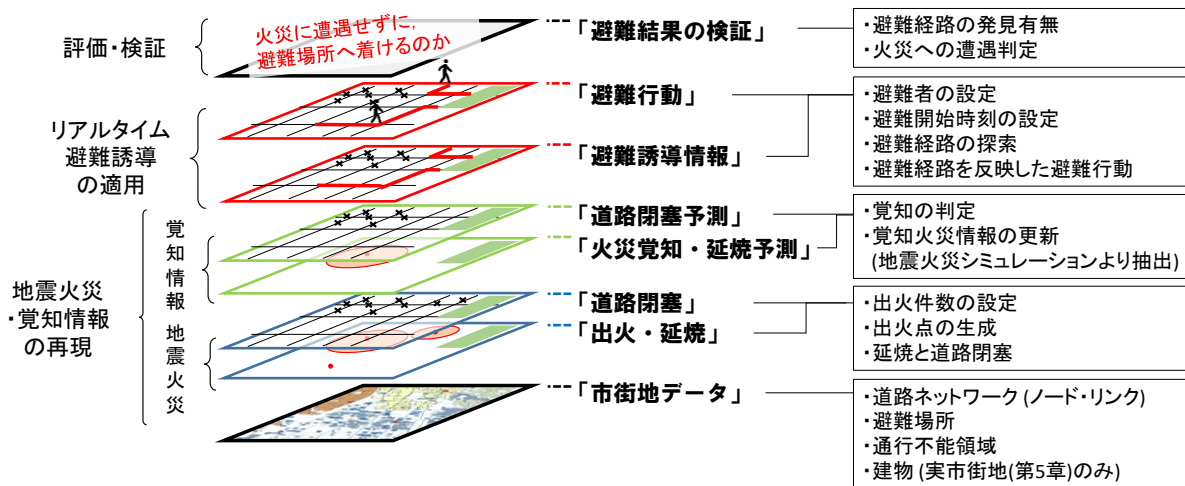 評価・検証
火災に遭遇せずに,
避難場所へ着けるのか
「避難結果の検証」
・避難経路の発見有無
・火災への遭遇判定
リアルタイム
避難誘導
の適用
「避難行動」
「避難誘導情報」
・避難者の設定
・避難開始時刻の設定
・避難経路の探索
・避難経路を反映した避難行動
地震火災
・覚知情報
の再現
覚知情報
「道路閉塞予測」
「火災覚知・延焼予測」
・覚知の判定
・覚知火災情報の更新
(地震火災シミュレーションより抽出)
地震火災
「道路閉塞」
「出火・延焼」
・出火件数の設定
・出火点の生成
・延焼と道路閉塞
「市街地データ」
・道路ネットワーク (ノード・リンク)
・避難場所
・通行不能領域
・建物 (実市街地(第5章)のみ)